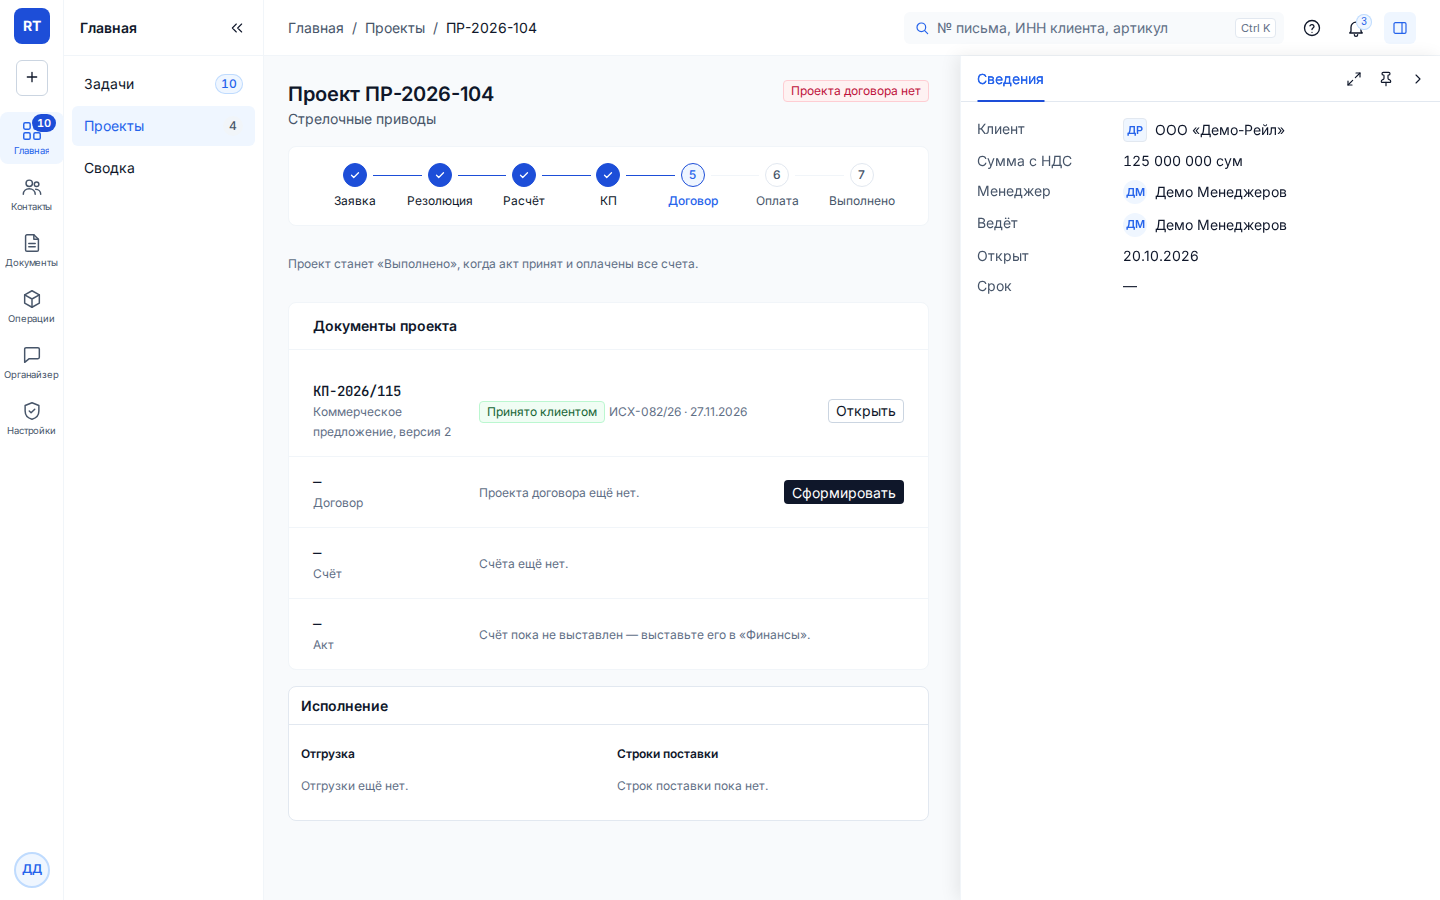 RT
Главная
Главная / Проекты / ПР-2026-104
№ письма, ИНН клиента, артикул
Ctrl K
3
10
Главная
Контакты
Документы
Операции
Органайзер
Настройки
ДД
Задачи
10
Проекты
4
Сводка
Проект ПР-2026-104
Проекта договора нет
Стрелочные приводы
5
6
7
Заявка
Резолюция
Расчёт
КП
Договор
Оплата
Выполнено
Проект станет «Выполнено», когда акт принят и оплачены все счета.
Документы проекта
КП-2026/115
Коммерческое
предложение, версия 2
Принято клиентом
ИСХ-082/26 · 27.11.2026
Открыть
—
Договор
Проекта договора ещё нет.
Сформировать
—
Счёт
Счёта ещё нет.
—
Акт
Счёт пока не выставлен — выставьте его в «Финансы».
Исполнение
Отгрузка
Строки поставки
Отгрузки ещё нет.
Строк поставки пока нет.
Сведения
Клиент
ДР
ООО «Демо-Рейл»
Сумма с НДС
125 000 000 сум
Менеджер
ДМ
Демо Менеджеров
Ведёт
ДМ
Демо Менеджеров
Открыт
20.10.2026
Срок
—